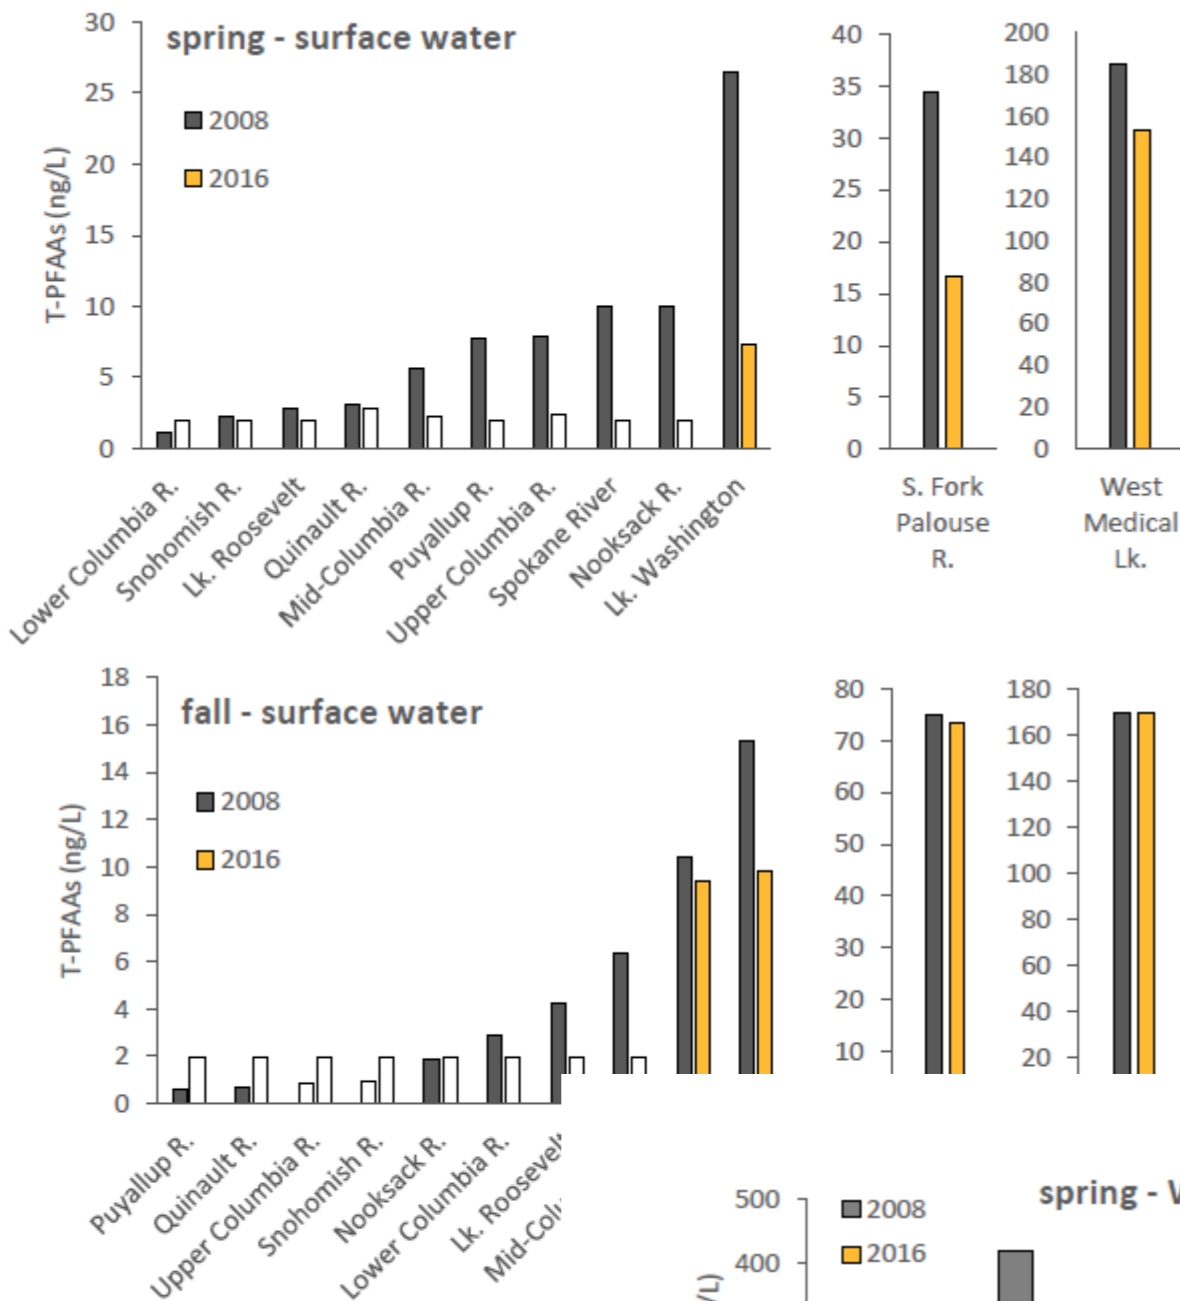 spring - surface water
2008
2016
T-PFAAs (ng/L)
30
25
20
15
10
5
0
Lower Columbia R.
Snohomish R.
Lk. Roosevelt
Quinault R.
Mid-Columbia R.
Puyallup R.
Upper Columbia R.
Spokane River
Nooksack R.
Lk. Washington
40
35
30
25
20
15
10
5
0
S. Fork
Palouse
R.
200
180
160
140
120
100
80
60
40
20
0
West
Medical
Lk.
fall - surface water
2008
2016
T-PFAAs (ng/L)
18
16
14
12
10
8
6
4
2
0
Puyallup R.
Quinault R.
Upper Columbia R.
Snohomish R.
Nooksack R.
Lower Columbia R.
Lk. Roosevelt
Mid-Colu
80
70
60
50
40
30
20
10
180
160
140
120
100
80
60
40
20
spring -
2008
2016
500
400
/L)